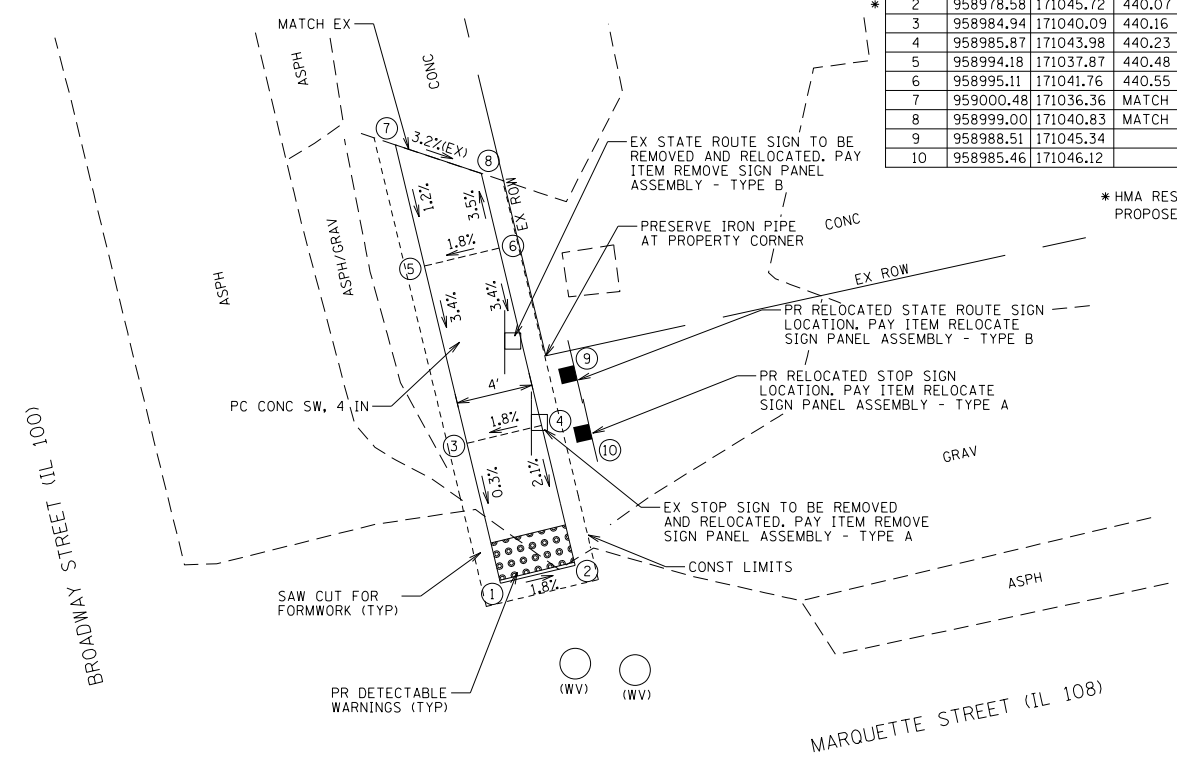 * 2 958978.58 171045.72 440.07
3 958984.94 171040.09 440.16
4 958985.87 171043.98 440.23
5 958994.18 171037.87 440.48
6 958995.11 171041.76 440.55
7 959000.48 171036.36 MATCH
8 958999.00 171040.83 MATCH
9 958988.51 171045.34
10 958985.46 171046.12
* HMA RES
PROPOSE
MATCH EX
ASPH
CONC
7
3.2%(EX)
8
EX STATE ROUTE SIGN TO BE
REMOVED AND RELOCATED. PAY
ITEM REMOVE SIGN PANEL
ASSEMBLY - TYPE B
1.2%
3.5%
EX ROW
PRESERVE IRON PIPE
AT PROPERTY CORNER
CONC
1.8%
6
5
ASPH
ASPH/GRAV
EX ROW
3.4%
3.4%
PR RELOCATED STATE ROUTE SIGN
LOCATION. PAY ITEM RELOCATE
SIGN PANEL ASSEMBLY - TYPE B
9
4'
PR RELOCATED STOP SIGN
LOCATION. PAY ITEM RELOCATE
SIGN PANEL ASSEMBLY - TYPE A
PC CONC SW, 4 IN
1.8%
4
3
10
GRAV
0.3%
2.1%
EX STOP SIGN TO BE REMOVED
AND RELOCATED. PAY ITEM REMOVE
SIGN PANEL ASSEMBLY - TYPE A
CONST LIMITS
2
1
1.8%
ASPH
SAW CUT FOR
FORMWORK (TYP)
BROADWAY STREET (IL 100)
PR DETECTABLE
WARNINGS (TYP)
(WV)
(WV)
MARQUETTE STREET (IL 108)